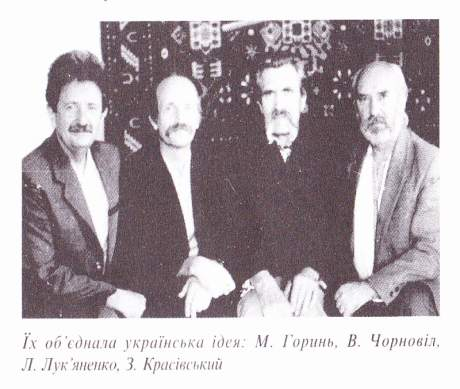 Їх об’єднала українська ідея: М. Горинь, В. Чорновіл,
Л. Лук’яненко, З. Красівський